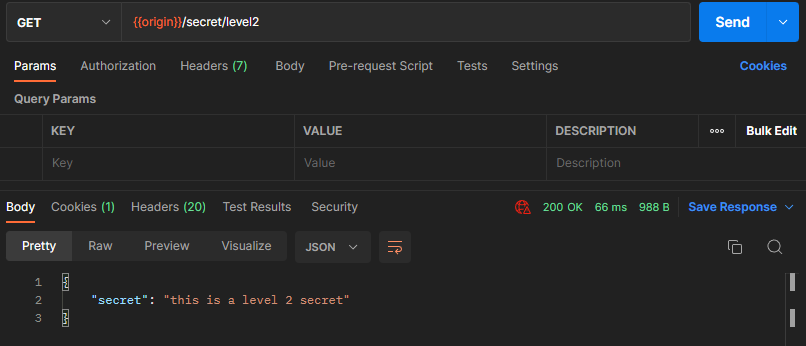 GET {{origin}}/secret/level2 Send
Params Authorization Headers (7) Body Pre-request Script Tests Settings Cookies
Query Params
KEY VALUE DESCRIPTION ooo Bulk Edit
Key Value Description
Body Cookies (1) Headers (20) Test Results Security 200 OK 66 ms 988 B Save Response
Pretty Raw Preview Visualize JSON
1 {
2 "secret": "this is a level 2 secret"
3 }